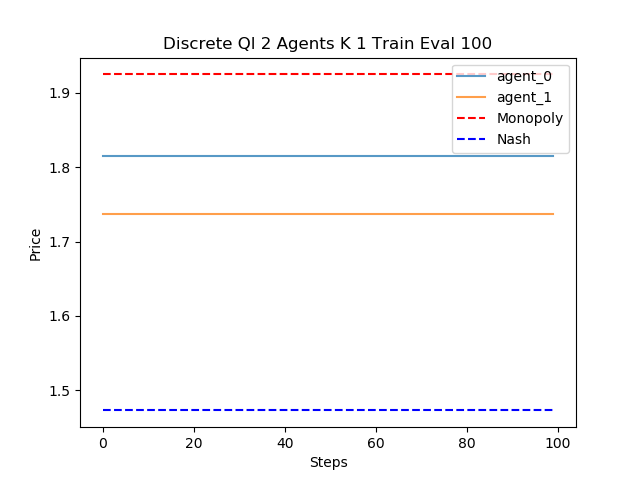 Discrete Ql 2 Agents K 1 Train Eval 100
agent_0
agent_1
Monopoly
Nash
1.9
1.8
1.7
1.6
1.5
Price
0 20 40 60 80 100
Steps